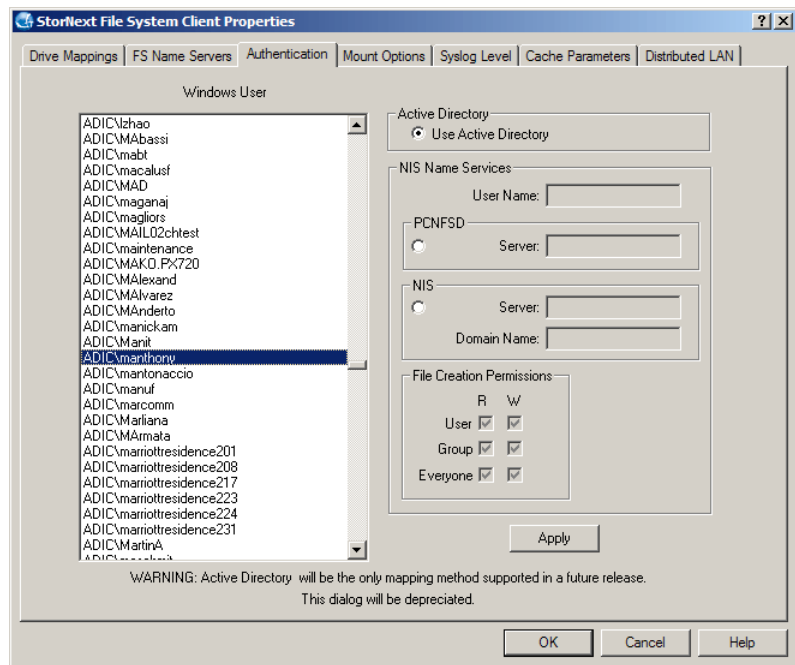 StorNext File System Client Properties
Drive Mappings
FS Name Servers
Authentication
Mount Options
Syslog Level
Cache Parameters
Distributed LAN
Windows User
ADIC\lzhao
ADIC\MAbassi
ADIC\mabt
ADIC\macalusf
ADIC\MAD
ADIC\maganaj
ADIC\magliors
ADIC\MAIL02chtest
ADIC\maintenance
ADIC\MAKO.PX720
ADIC\MAlexand
ADIC\MAlvarez
ADIC\MAnderto
ADIC\manickam
ADIC\Manit
ADIC\manthony
ADIC\mantonaccio
ADIC\manuf
ADIC\marcomm
ADIC\Marliana
ADIC\MArmata
ADIC\marriottresidence201
ADIC\marriottresidence208
ADIC\marriottresidence217
ADIC\marriottresidence223
ADIC\marriottresidence224
ADIC\marriottresidence231
ADIC\MartinA
Active Directory
Use Active Directory
NIS Name Services
User Name:
PCNFSD
Server:
NIS
Server:
Domain Name:
File Creation Permissions
R W
User
Group
Everyone
Apply
WARNING: Active Directory will be the only mapping method supported in a future release.
This dialog will be depreciated.
OK
Cancel
Help